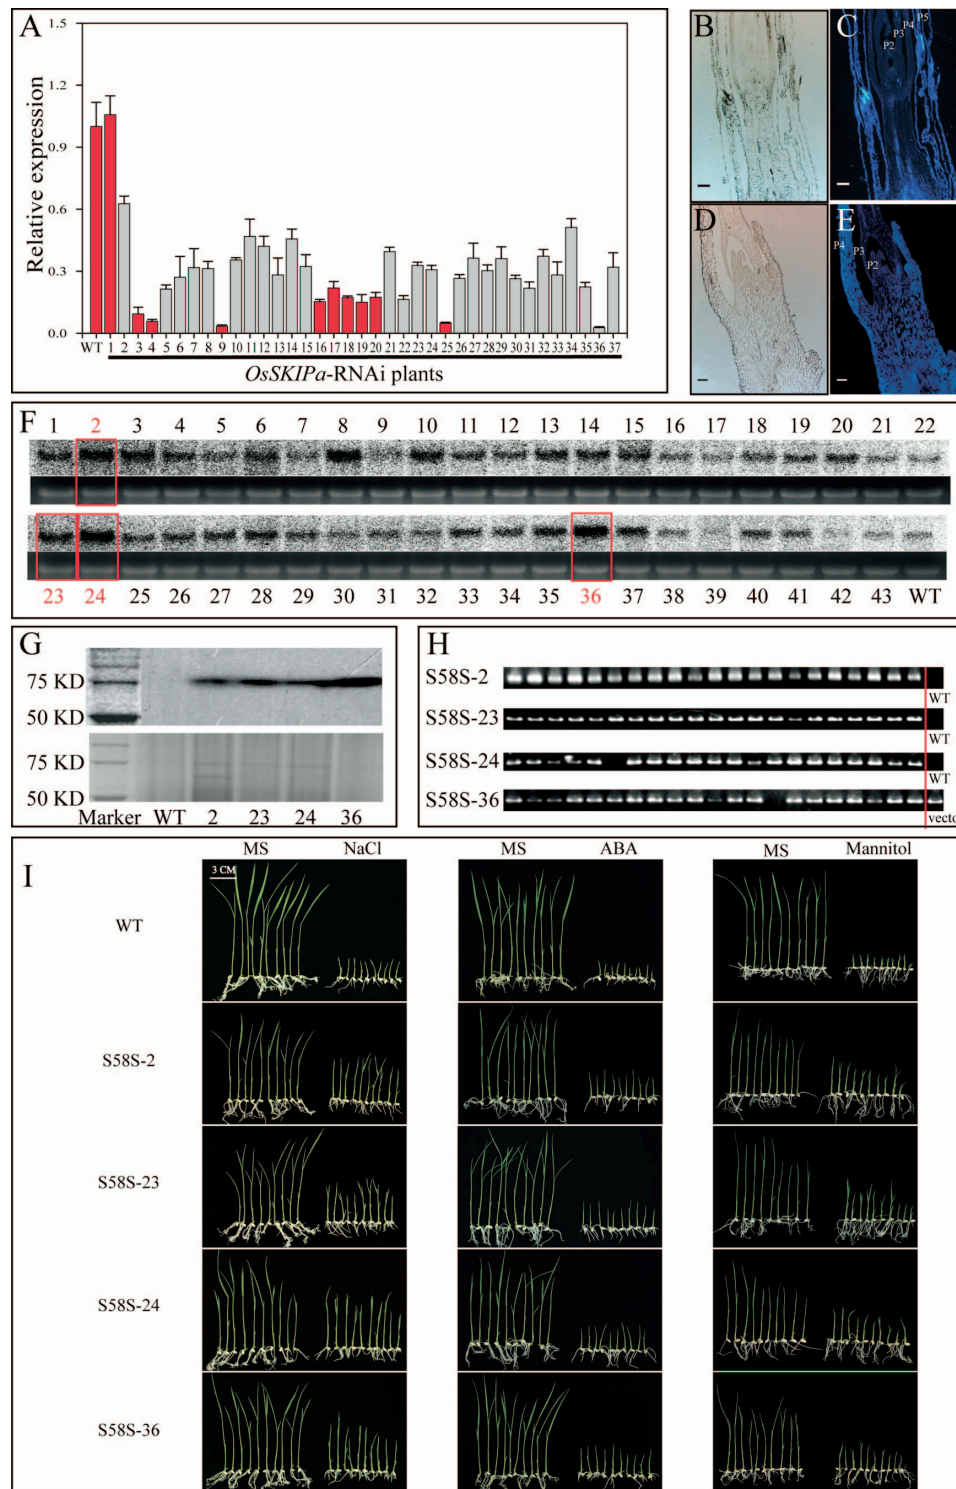 A
Relative expression
1.5
1.2
0.9
0.6
0.3
0.0
WT 1 2 3 4 5 6 7 8 9 10 11 12 13 14 15 16 17 18 19 20 21 22 23 24 25 26 27 28 29 30 31 32 33 34 35 36 37
OsSKIPa-RNAi plants
B
C
P2 P3 P4 P5
D
E
P4 P3 P2
F
1 2 3 4 5 6 7 8 9 10 11 12 13 14 15 16 17 18 19 20 21 22
23 24 25 26 27 28 29 30 31 32 33 34 35 36 37 38 39 40 41 42 43 WT
G
75 KD
50 KD
75 KD
50 KD
Marker WT 2 23 24 36
H
S58S-2
WT
S58S-23
WT
S58S-24
WT
S58S-36
vecto
I
MS NaCl MS ABA MS Mannitol
3 CM
WT
S58S-2
S58S-23
S58S-24
S58S-36